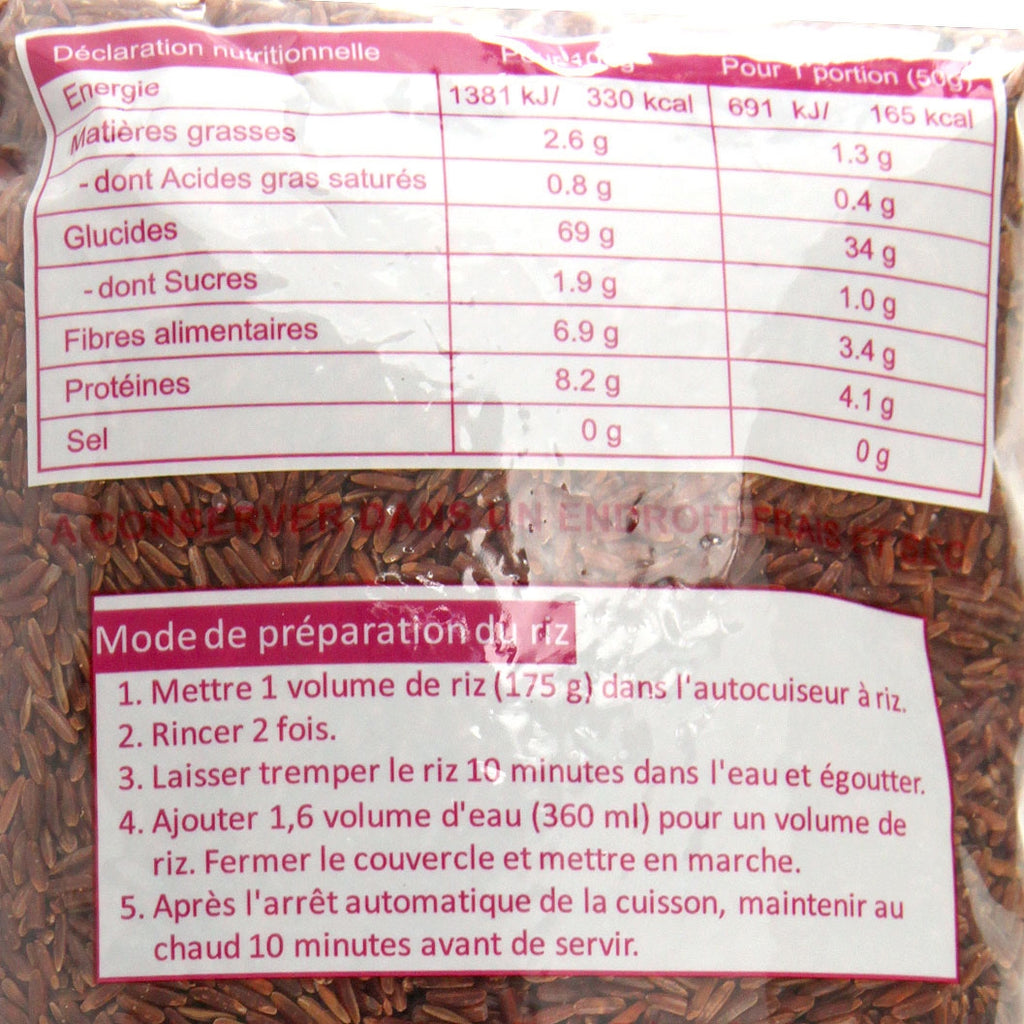 Déclaration nutritionnelle Pour 100g Pour 1 portion (50g)
Energie 1381 kJ/ 330 kcal 691 kJ/ 165 kcal
Matières grasses 2.6 g 1.3 g
- dont Acides gras saturés 0.8 g 0.4 g
Glucides 69 g 34 g
- dont Sucres 1.9 g 1.0 g
Fibres alimentaires 6.9 g 3.4 g
Protéines 8.2 g 4.1 g
Sel 0 g 0 g
A CONSERVER DANS UN ENDROIT FRAIS ET SEC
Mode de préparation du riz
1. Mettre 1 volume de riz (175 g) dans l'autocuiseur à riz.
2. Rincer 2 fois.
3. Laisser tremper le riz 10 minutes dans l'eau et égoutter.
4. Ajouter 1,6 volume d'eau (360 ml) pour un volume de
riz. Fermer le couvercle et mettre en marche.
5. Après l'arrêt automatique de la cuisson, maintenir au
chaud 10 minutes avant de servir.